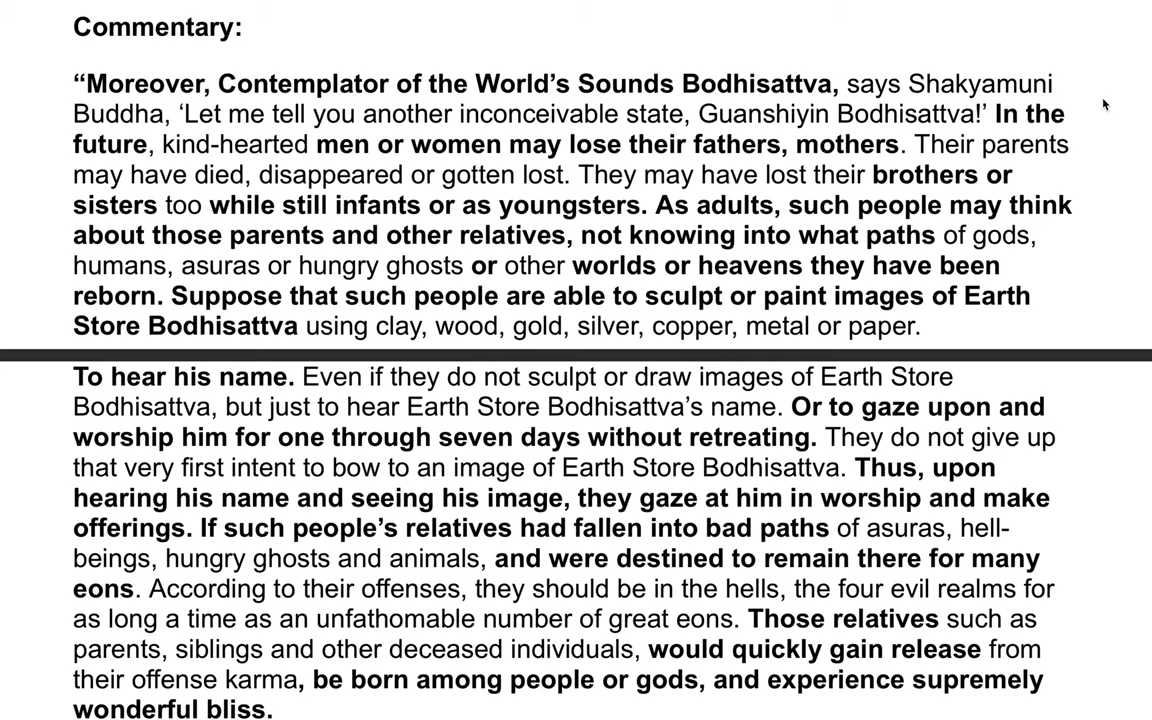 Commentary:
“Moreover, Contemplator of the World’s Sounds Bodhisattva, says Shakyamuni
Buddha, ‘Let me tell you another inconceivable state, Guanshiyin Bodhisattva!’ In the
future, kind-hearted men or women may lose their fathers, mothers. Their parents
may have died, disappeared or gotten lost. They may have lost their brothers or
sisters too while still infants or as youngsters. As adults, such people may think
about those parents and other relatives, not knowing into what paths of gods,
humans, asuras or hungry ghosts or other worlds or heavens they have been
reborn. Suppose that such people are able to sculpt or paint images of Earth
Store Bodhisattva using clay, wood, gold, silver, copper, metal or paper.
To hear his name. Even if they do not sculpt or draw images of Earth Store
Bodhisattva, but just to hear Earth Store Bodhisattva’s name. Or to gaze upon and
worship him for one through seven days without retreating. They do not give up
that very first intent to bow to an image of Earth Store Bodhisattva. Thus, upon
hearing his name and seeing his image, they gaze at him in worship and make
offerings. If such people’s relatives had fallen into bad paths of asuras, hell-
beings, hungry ghosts and animals, and were destined to remain there for many
eons. According to their offenses, they should be in the hells, the four evil realms for
as long a time as an unfathomable number of great eons. Those relatives such as
parents, siblings and other deceased individuals, would quickly gain release from
their offense karma, be born among people or gods, and experience supremely
wonderful bliss.